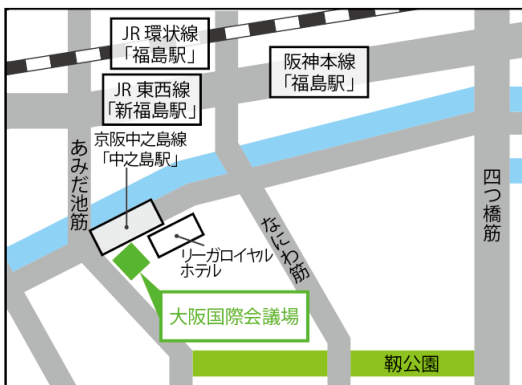 JR 環状線
「福島駅」
阪神本線
「福島駅」
JR 東西線
「新福島駅」
京阪中之島線
「中之島駅」
あみだ池筋
四つ橋筋
なにわ筋
リーガロイヤル
ホテル
大阪国際会議場
靱公園